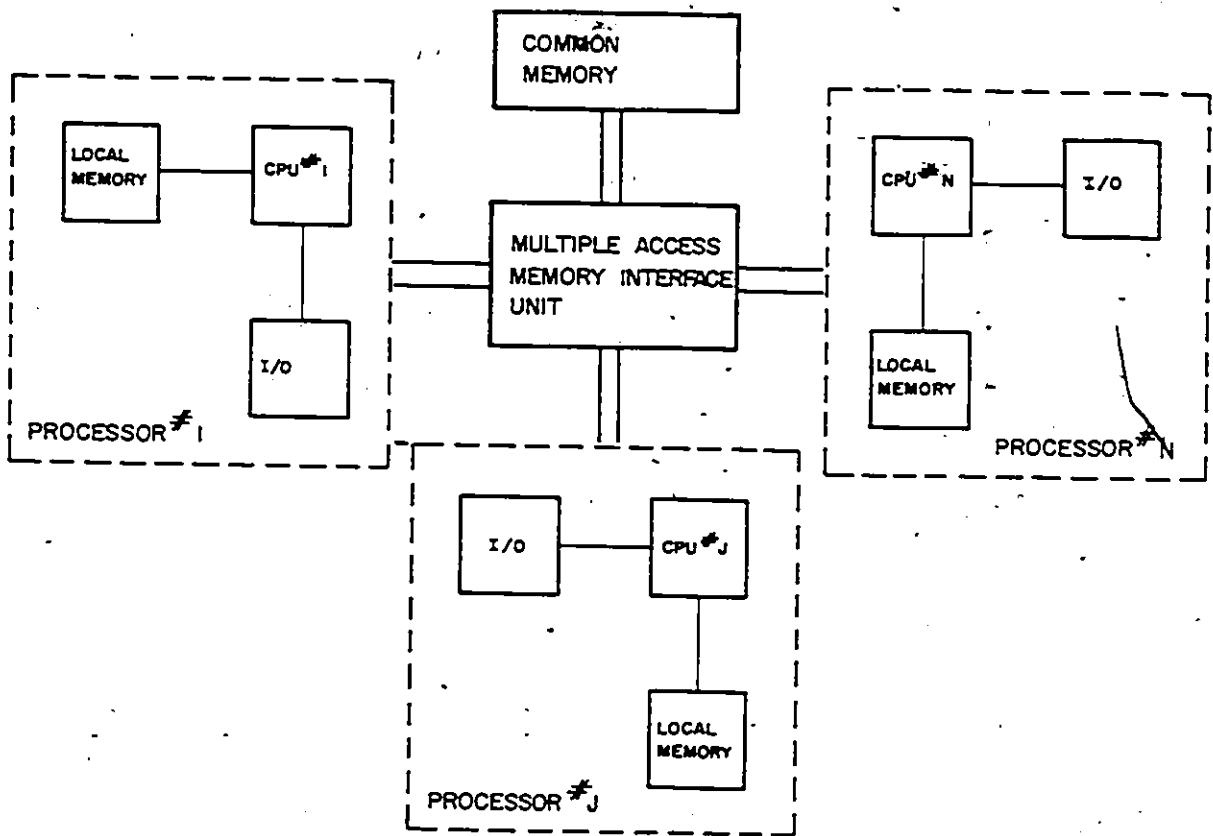 COMMON
MEMORY
LOCAL
MEMORY
CPU#1
I/O
PROCESSOR #1
MULTIPLE ACCESS
MEMORY INTERFACE
UNIT
CPU#N
I/O
LOCAL
MEMORY
PROCESSOR #N
I/O
CPU#J
LOCAL
MEMORY
PROCESSOR #J